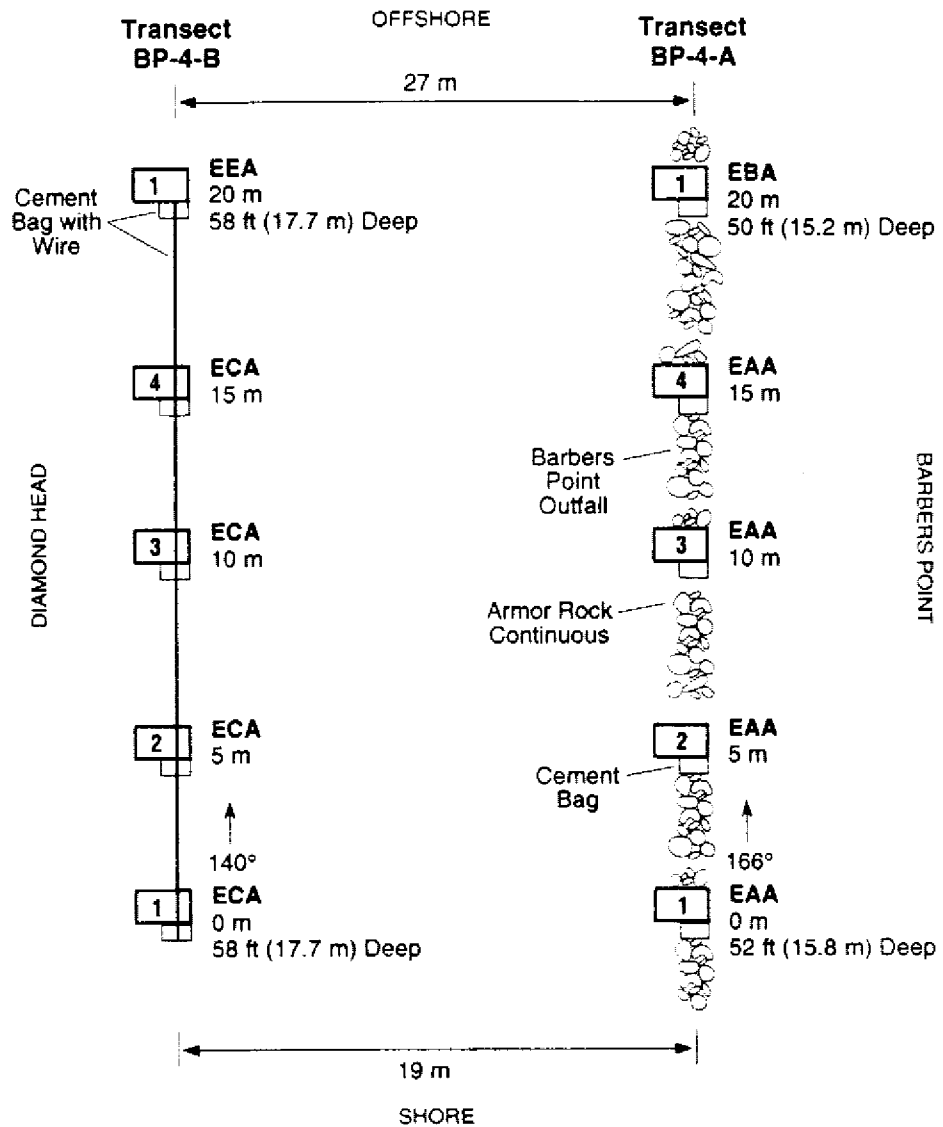 OFFSHORE
Transect
BP-4-B
Transect
BP-4-A
27 m
1
EEA
20 m
58 ft (17.7 m) Deep
Cement
Bag with
Wire
1
EBA
20 m
50 ft (15.2 m) Deep
4
ECA
15 m
4
EAA
15 m
Barbers
Point
Outfall
DIAMOND HEAD
BARBERS POINT
3
ECA
10 m
3
EAA
10 m
Armor Rock
Continuous
2
ECA
5 m
2
EAA
5 m
Cement
Bag
140°
166°
1
ECA
0 m
58 ft (17.7 m) Deep
1
EAA
0 m
52 ft (15.8 m) Deep
19 m
SHORE